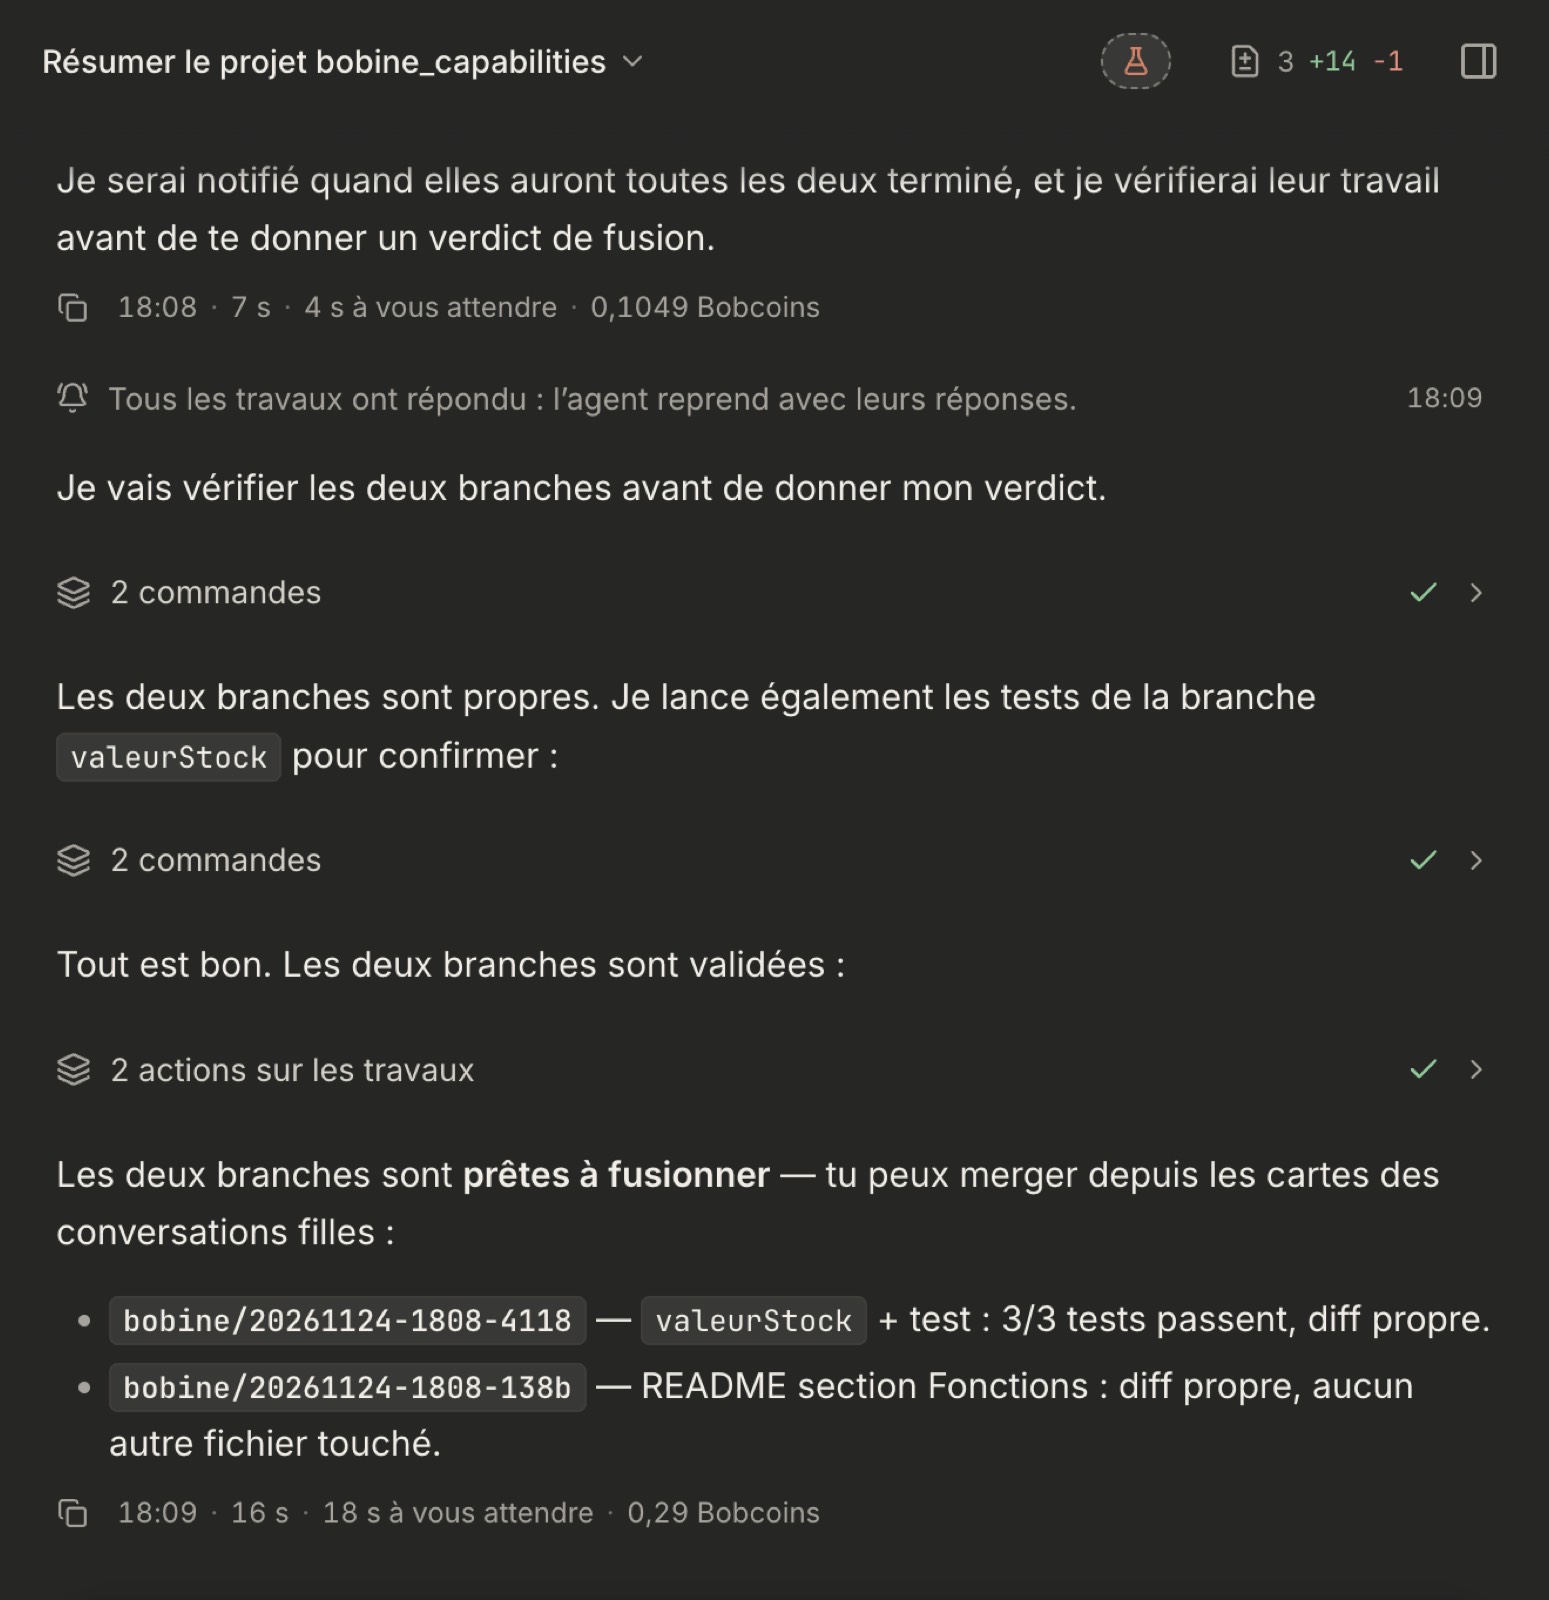 Résumer le projet bobine_capabilities
3 +14 -1
Je serai notifié quand elles auront toutes les deux terminé, et je vérifierai leur travail
avant de te donner un verdict de fusion.
18:08 · 7 s · 4 s à vous attendre · 0,1049 Bobcoins
Tous les travaux ont répondu : l’agent reprend avec leurs réponses. 18:09
Je vais vérifier les deux branches avant de donner mon verdict.
2 commandes
Les deux branches sont propres. Je lance également les tests de la branche
valeurStock pour confirmer :
2 commandes
Tout est bon. Les deux branches sont validées :
2 actions sur les travaux
Les deux branches sont prêtes à fusionner — tu peux merger depuis les cartes des
conversations filles :
• bobine/20261124-1808-4118 — valeurStock + test : 3/3 tests passent, diff propre.
• bobine/20261124-1808-138b — README section Fonctions : diff propre, aucun
autre fichier touché.
18:09 · 16 s · 18 s à vous attendre · 0,29 Bobcoins